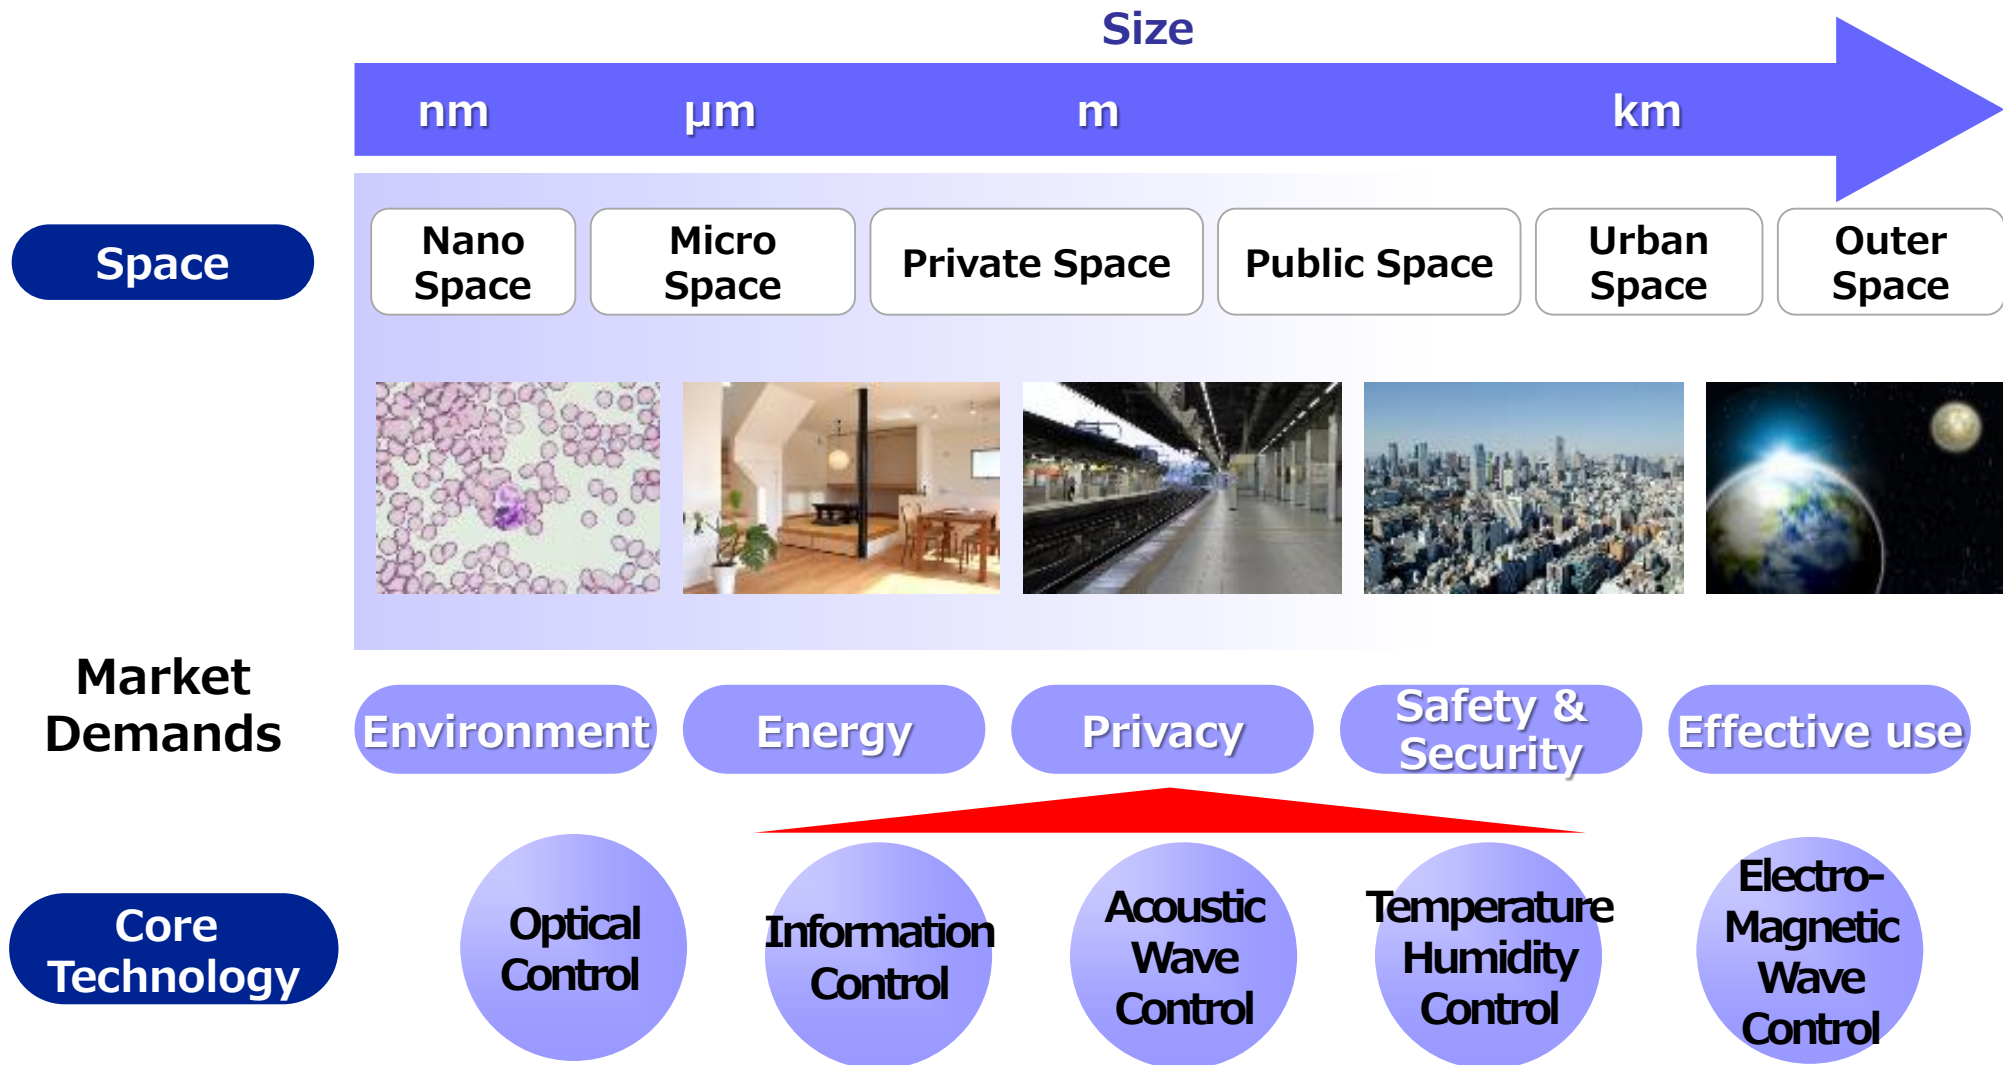 Size
nm μm m km
Space
Nano
Space
Micro
Space
Private Space
Public Space
Urban
Space
Outer
Space
Market
Demands
Environment
Energy
Privacy
Safety &
Security
Effective use
Core
Technology
Optical
Control
Information
Control
Acoustic
Wave
Control
Temperature
Humidity
Control
Electro-
Magnetic
Wave
Control